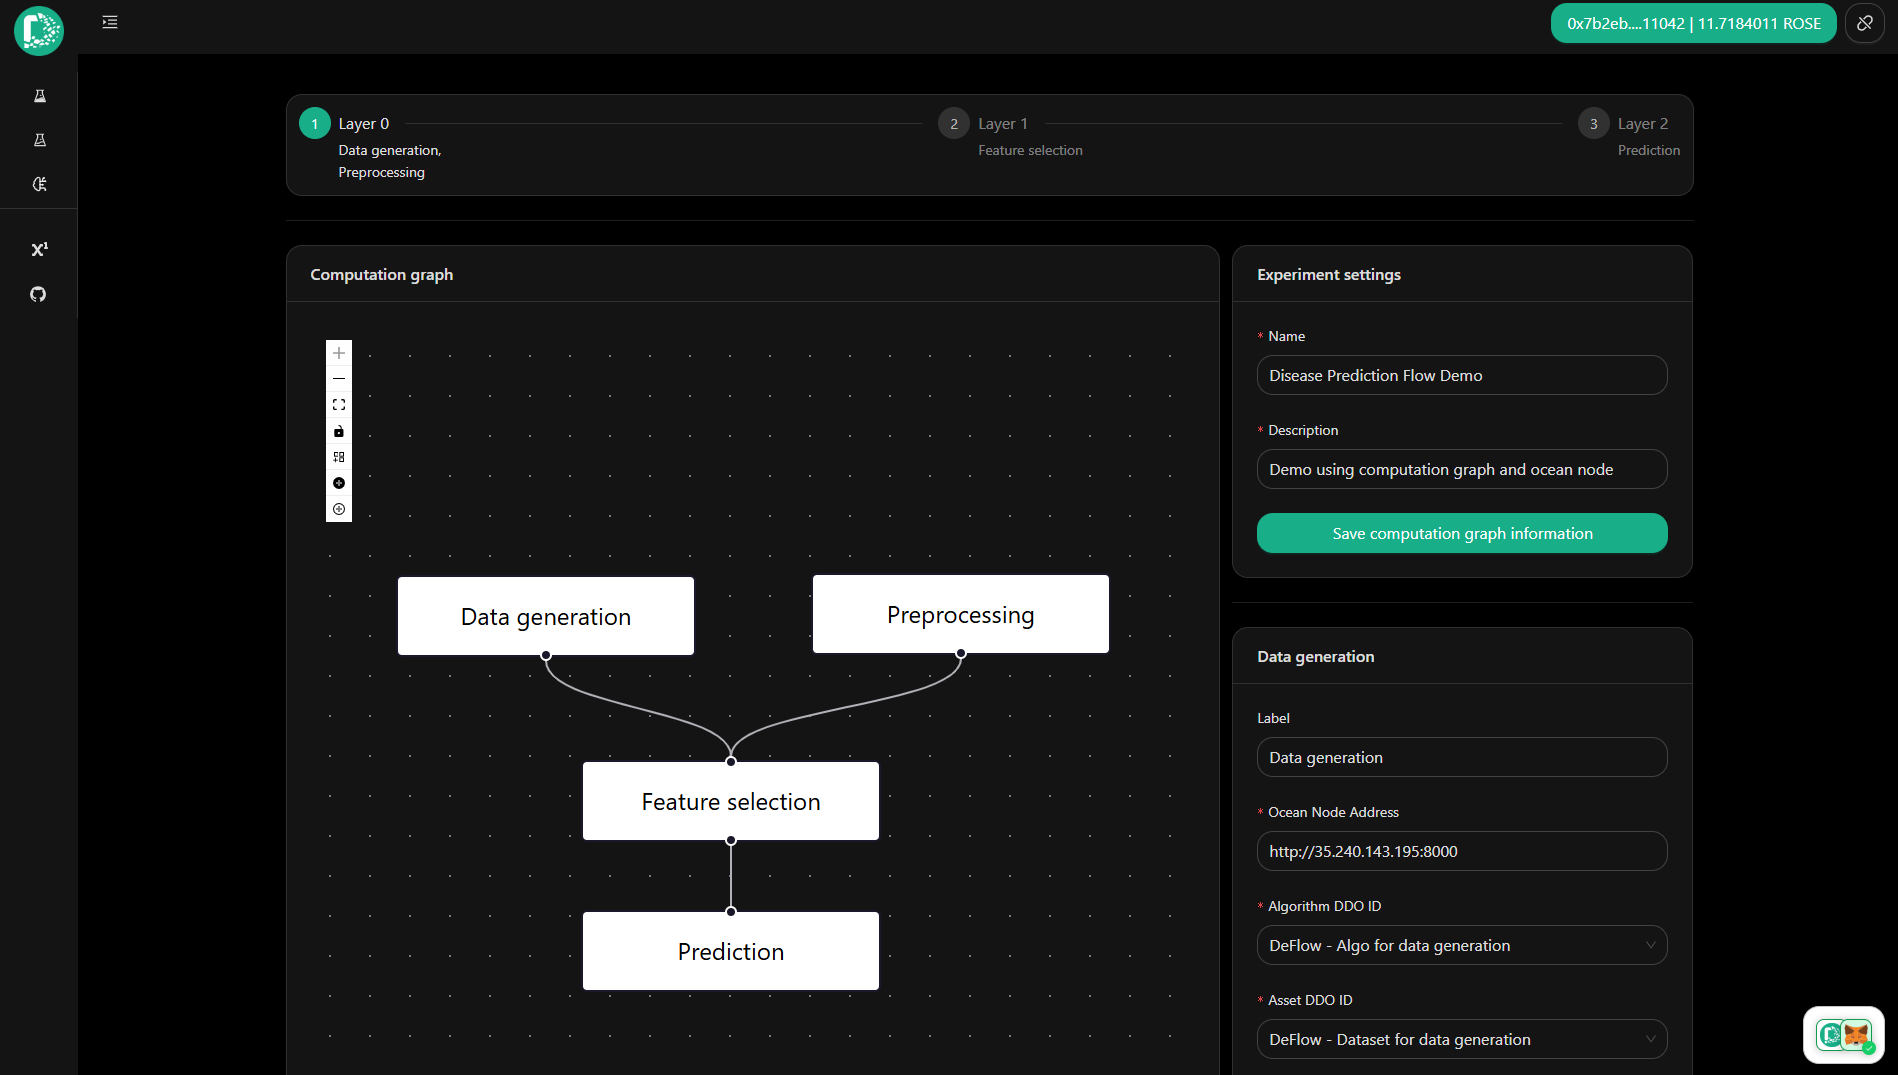 0x7b2eb....11042 | 11.7184011 ROSE
1 Layer 0
Data generation,
Preprocessing
2 Layer 1
Feature selection
3 Layer 2
Prediction
Computation graph
Data generation
Preprocessing
Feature selection
Prediction
Experiment settings
* Name
Disease Prediction Flow Demo
* Description
Demo using computation graph and ocean node
Save computation graph information
Data generation
Label
Data generation
* Ocean Node Address
http://35.240.143.195:8000
* Algorithm DDO ID
DeFlow - Algo for data generation
* Asset DDO ID
DeFlow - Dataset for data generation